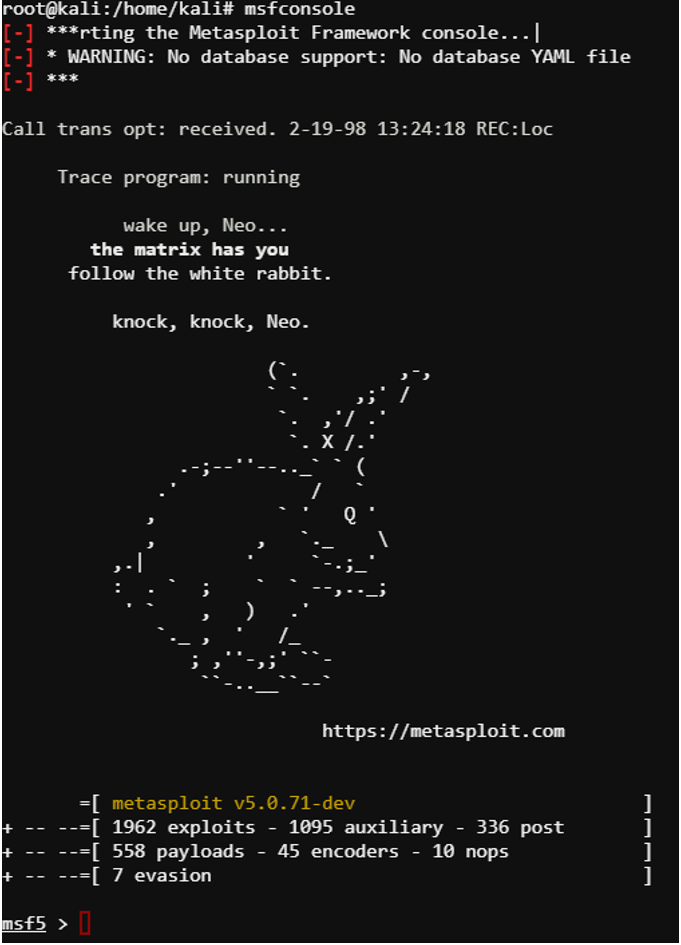 root@kali:/home/kali# msfconsole
[-] ***rting the Metasploit Framework console...|
[-] * WARNING: No database support: No database YAML file
[-] ***
Call trans opt: received. 2-19-98 13:24:18 REC:Loc
Trace program: running
wake up, Neo...
the matrix has you
follow the white rabbit.
knock, knock, Neo.
(`.         ,-,
` `.    ,;' /
`.  ,'/ .'
`. X /.'
.-;--''--.._` ` (
.'            /   `
,           ` '   Q '
,         ,   `._    \
,.|         '     `-.;_'
:  . `  ;    `  ` --,.._;
' `    ,   )   .'
`._ ,  '   /_
; ,''-,;' ``-
``-..__``--`
https://metasploit.com
=[ metasploit v5.0.71-dev                          ]
+ -- --=[ 1962 exploits - 1095 auxiliary - 336 post       ]
+ -- --=[ 558 payloads - 45 encoders - 10 nops            ]
+ -- --=[ 7 evasion                                       ]
msf5 >